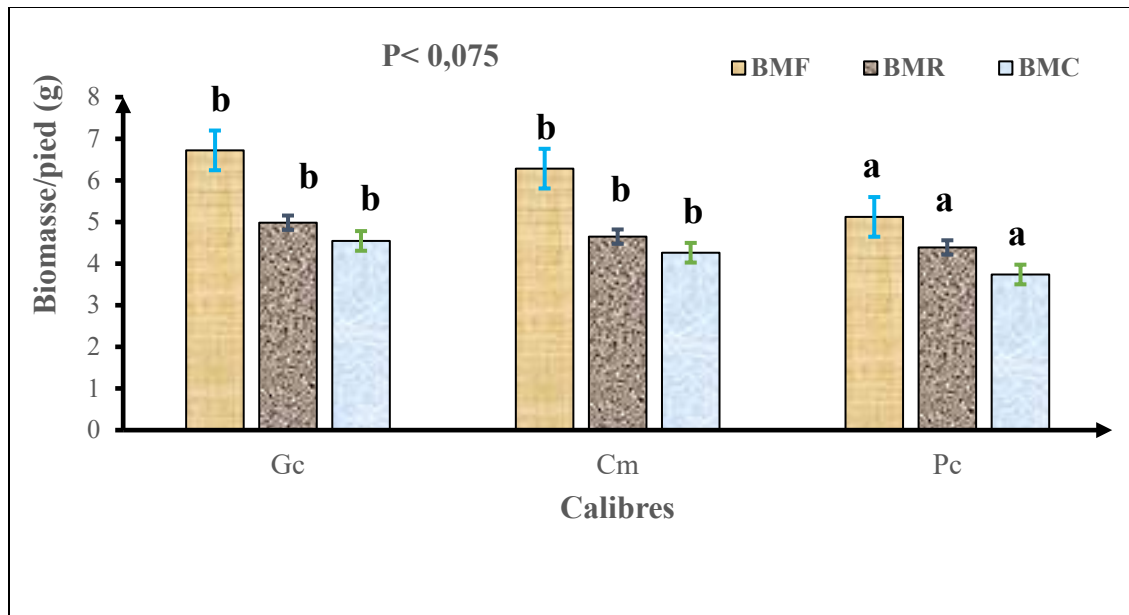 P< 0,075
BMF BMR BMC
Biomasse/pied (g)
8
7
6
5
4
3
2
1
0
b b b
b b b
a a a
Gc Cm Pc
Calibres